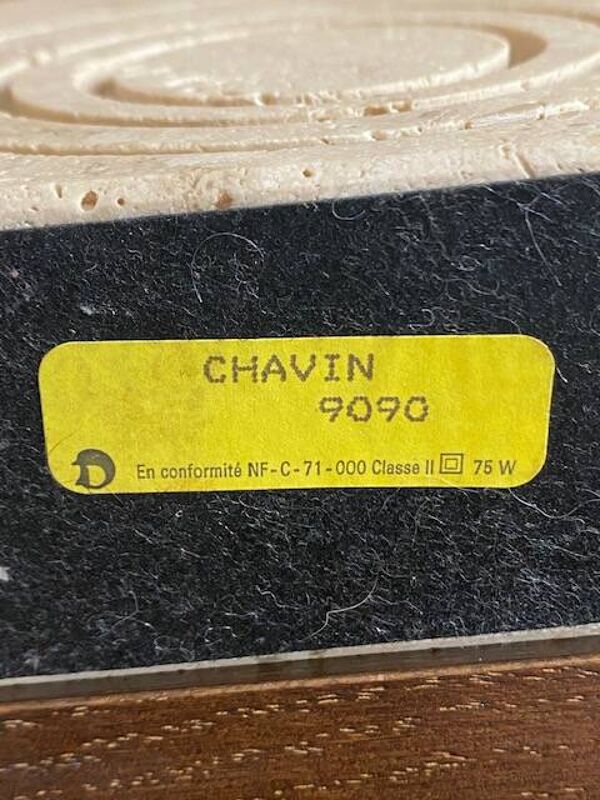 CHAVIN
9090
D En conformité NF-C-71-000 Classe II 75 W